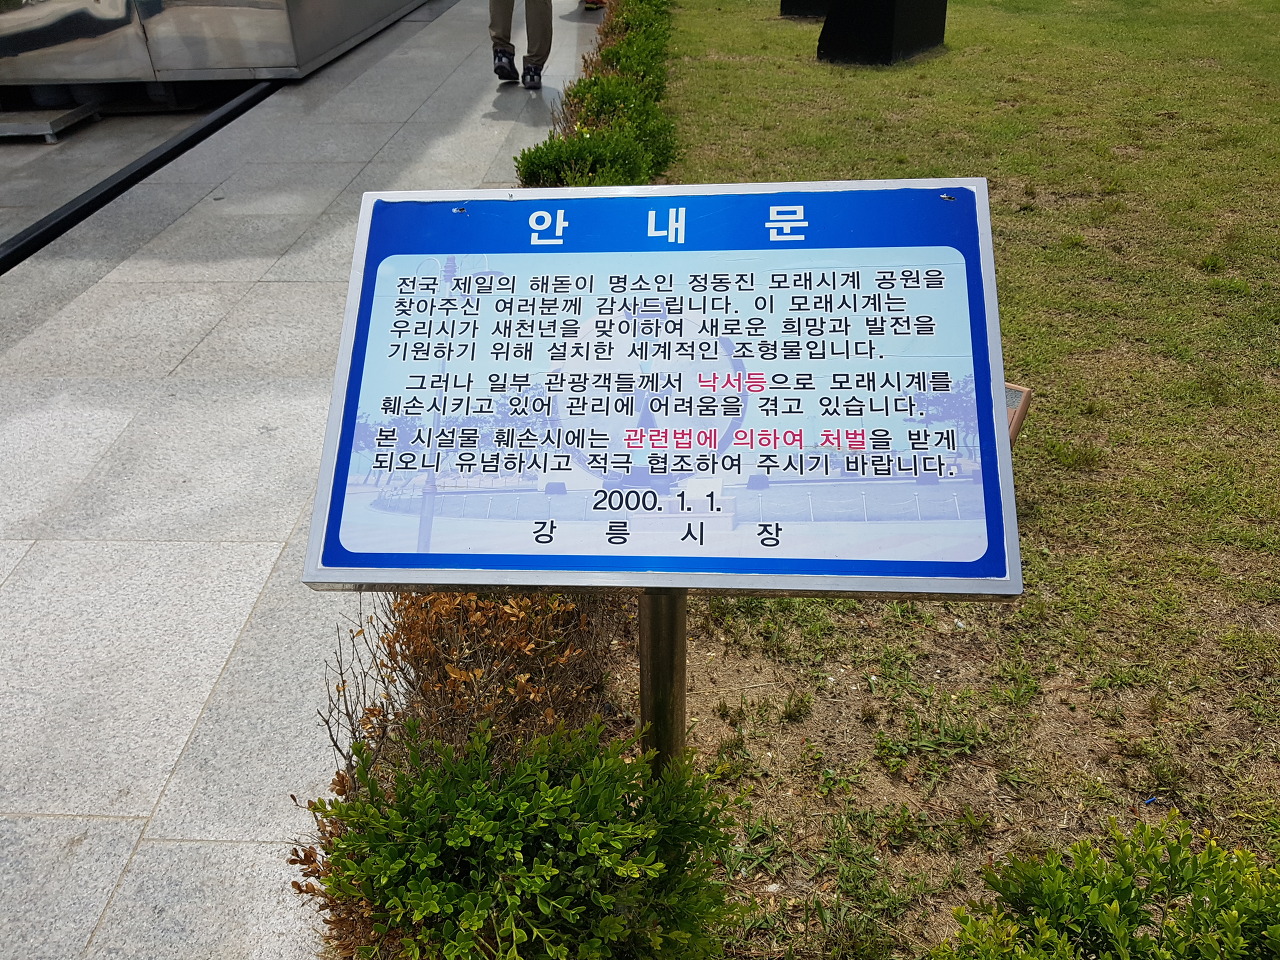 안 내 문
전국 제일의 해돋이 명소인 정동진 모래시계 공원을
찾아주신 여러분께 감사드립니다. 이 모래시계는
우리시가 새천년을 맞이하여 새로운 희망과 발전을
기원하기 위해 설치한 세계적인 조형물입니다.
그러나 일부 관광객들께서 낙서등으로 모래시계를
훼손시키고 있어 관리에 어려움을 겪고 있습니다.
본 시설물 훼손시에는 관련법에 의하여 처벌을 받게
되오니 유념하시고 적극 협조하여 주시기 바랍니다.
2000. 1. 1.
강 릉 시 장